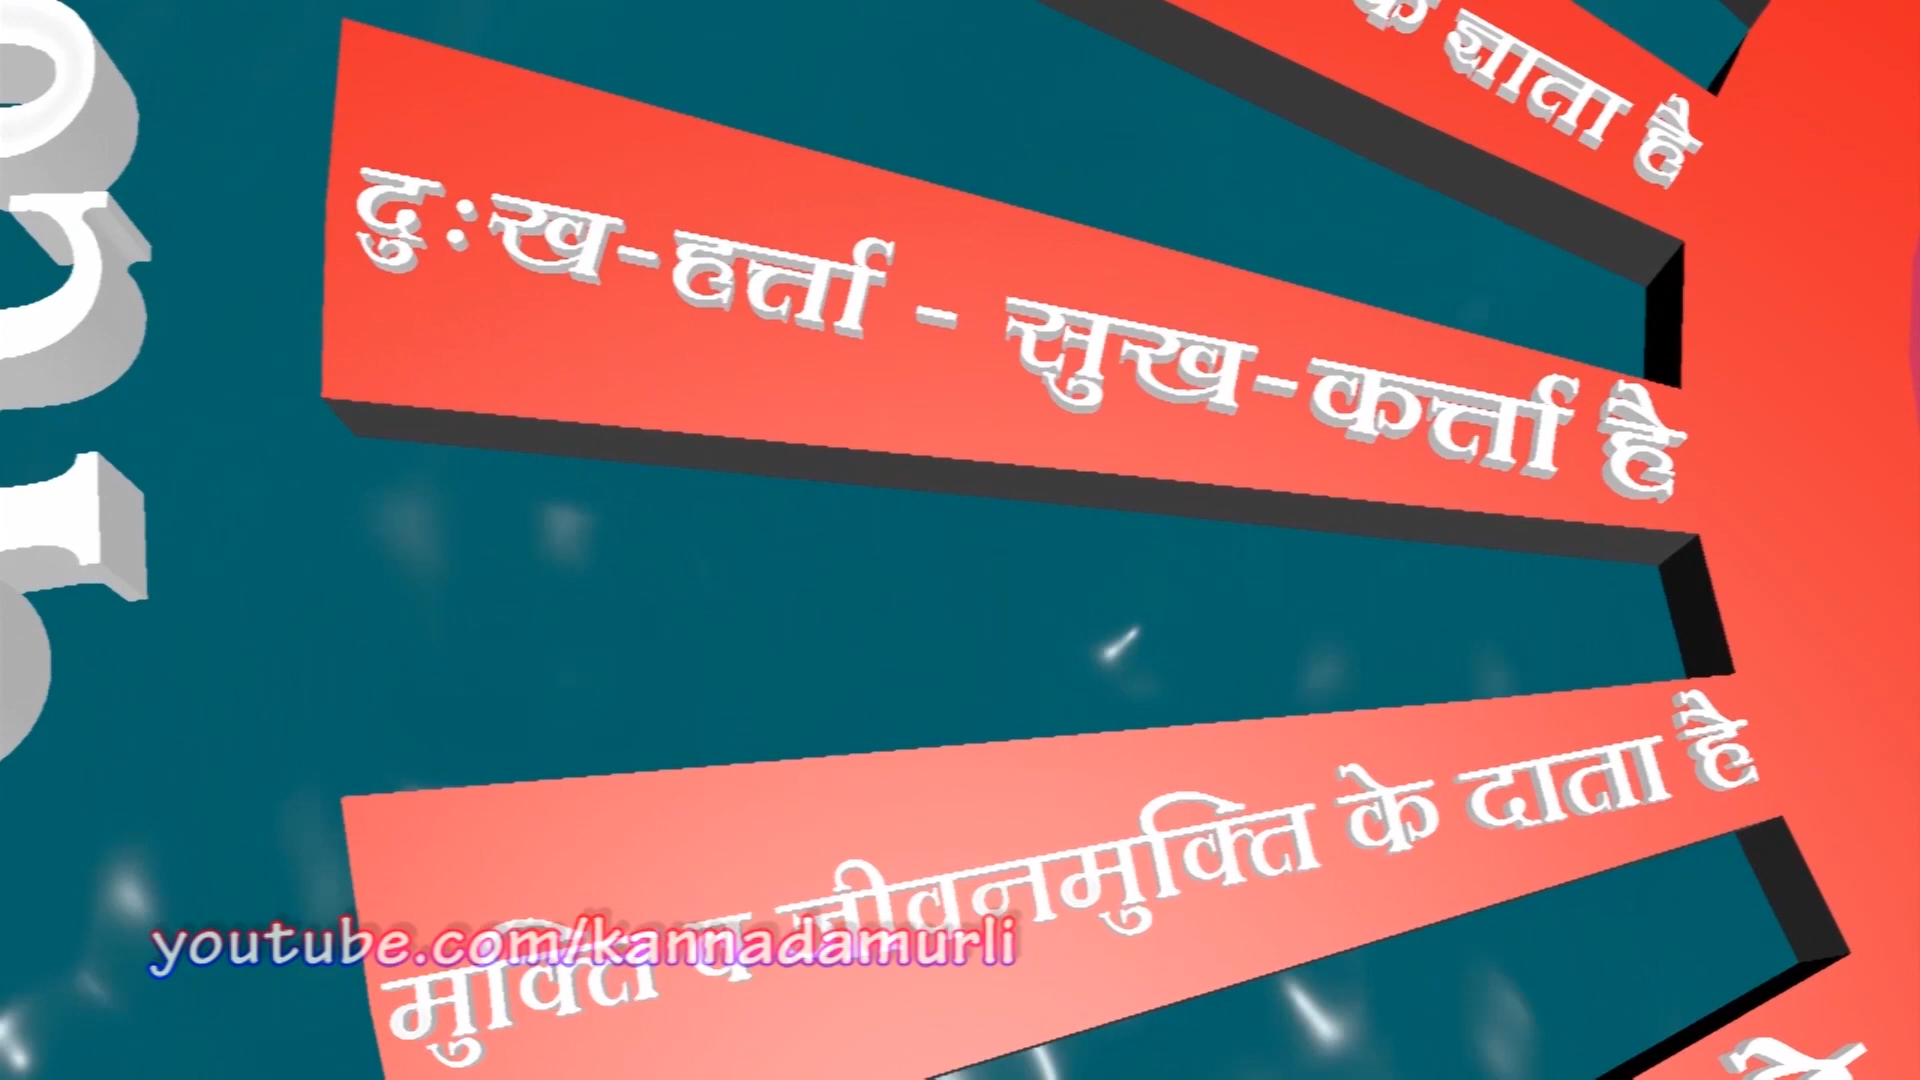 के ज्ञाता है
दुःख-हर्त्ता - सुख-कर्त्ता है
मुक्ति व जीवनमुक्ति के दाता है
youtube.com/kannadamurli